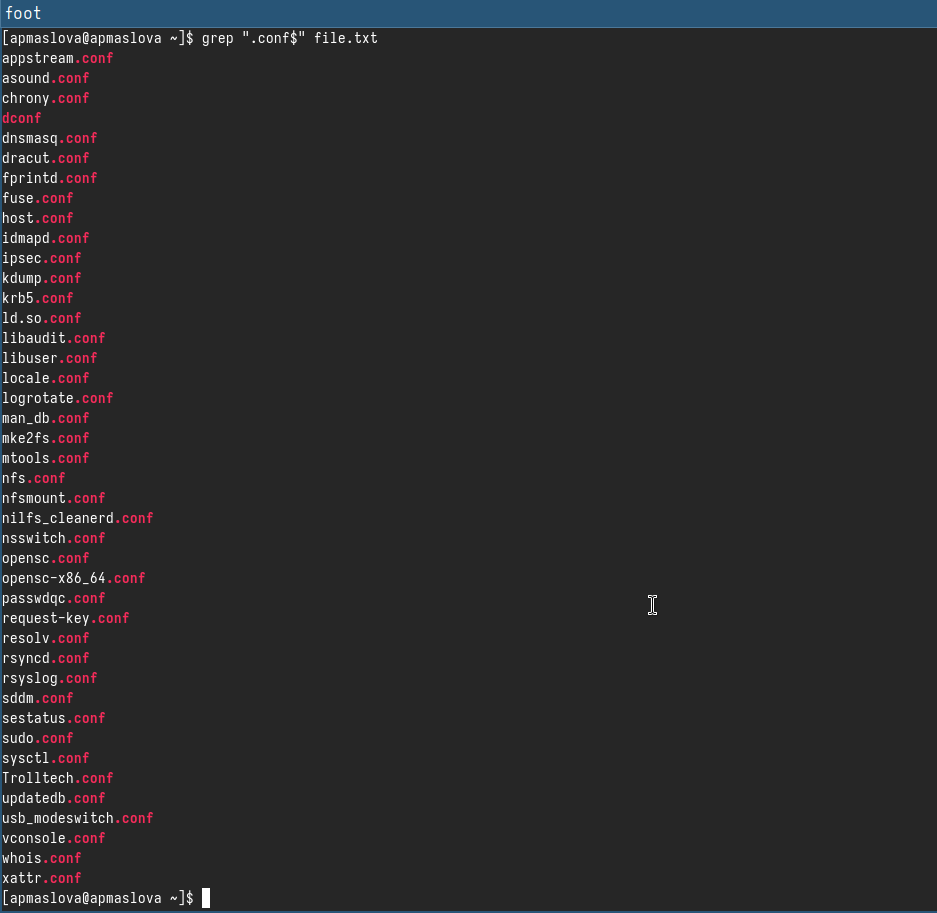 foot
[apmaslova@apmaslova ~]$ grep ".conf$" file.txt
appstream.conf
asound.conf
chrony.conf
dconf
dnsmasq.conf
dracut.conf
fprintd.conf
fuse.conf
host.conf
idmapd.conf
ipsec.conf
kdump.conf
krb5.conf
ld.so.conf
libaudit.conf
libuser.conf
locale.conf
logrotate.conf
man_db.conf
mke2fs.conf
mtools.conf
nfs.conf
nfsmount.conf
nilfs_cleanerd.conf
nsswitch.conf
opensc.conf
opensc-x86_64.conf
passwdqc.conf
request-key.conf
resolv.conf
rsyncd.conf
rsyslog.conf
sddm.conf
sestatus.conf
sudo.conf
sysctl.conf
Trolltech.conf
updatedb.conf
usb_modeswitch.conf
vconsole.conf
whois.conf
xattr.conf
[apmaslova@apmaslova ~]$